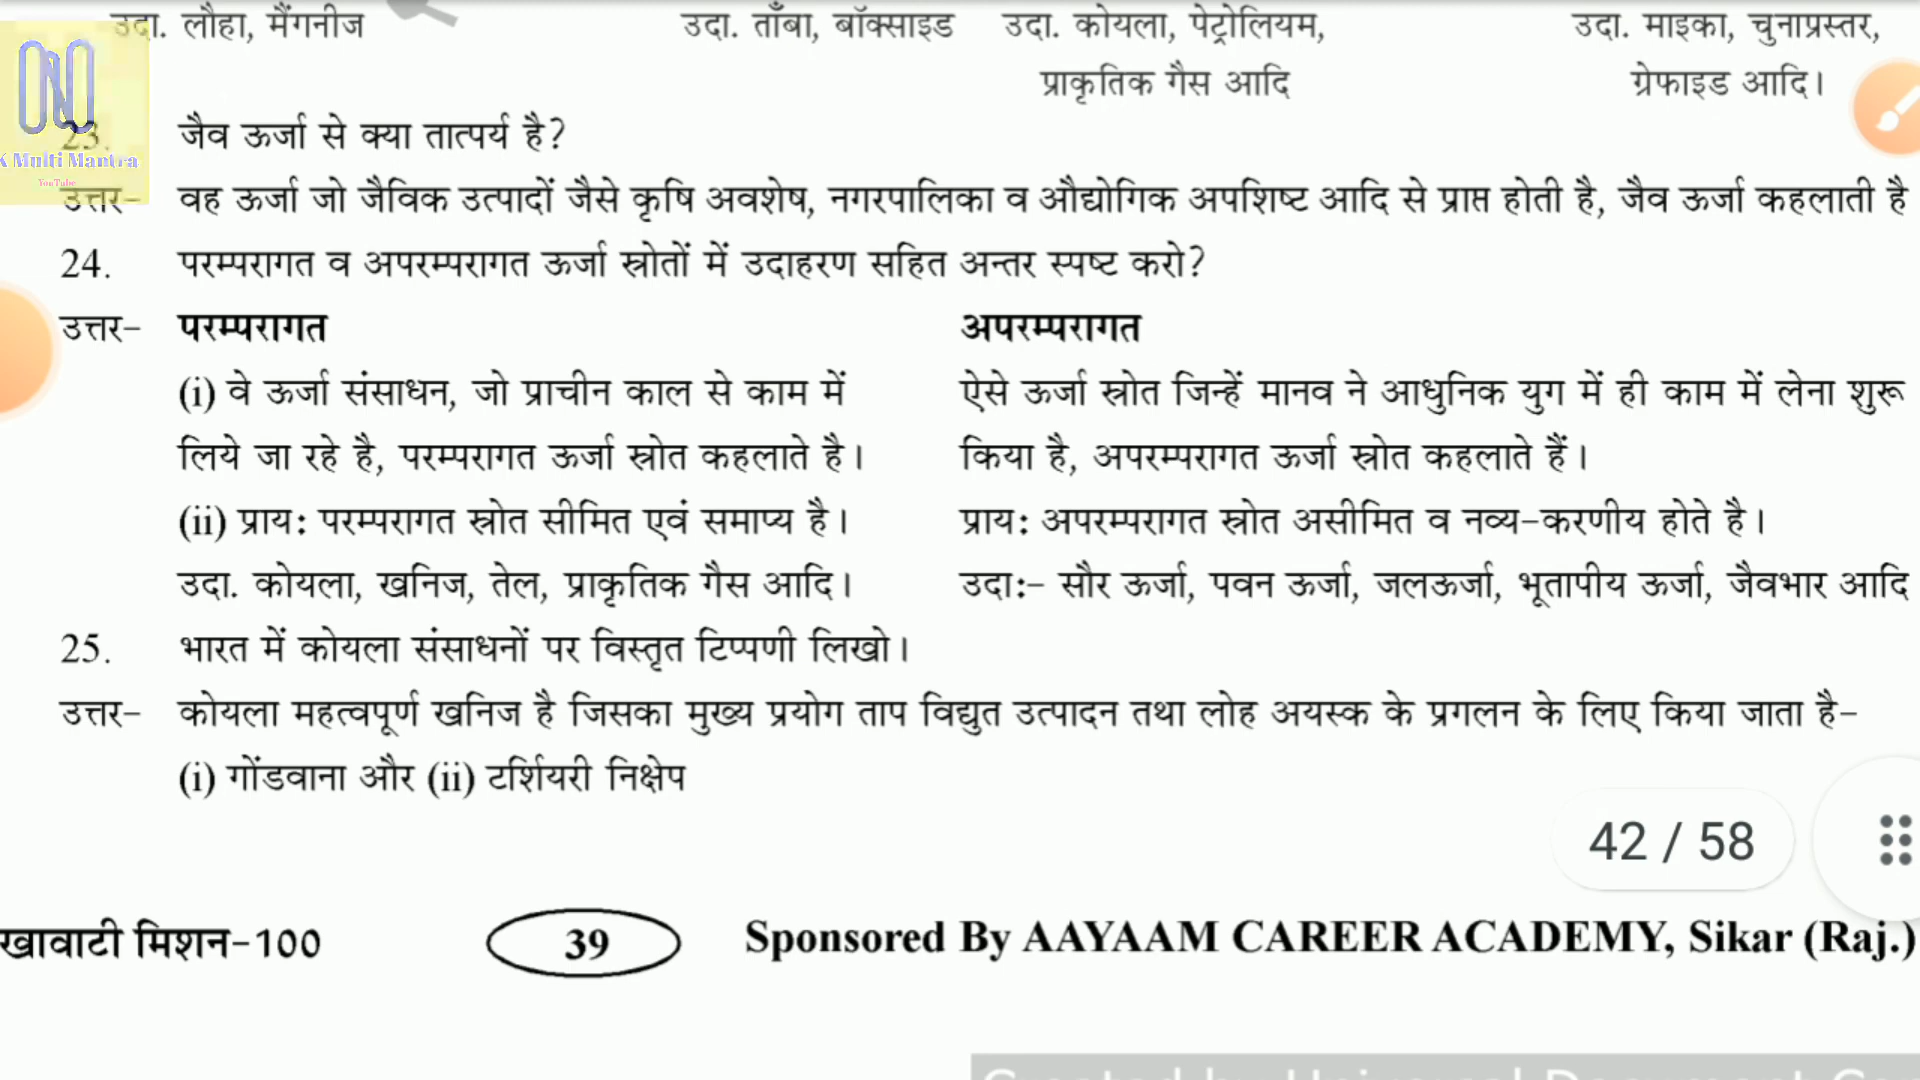 उदा. लौहा, मैंगनीज उदा. ताँबा, बॉक्साइड उदा. कोयला, पेट्रोलियम, उदा. माइका, चुनाप्रस्तर,
प्राकृतिक गैस आदि ग्रेफाइड आदि।
23. जैव ऊर्जा से क्या तात्पर्य है?
K Multi Mantra
YouTube
उत्तर- वह ऊर्जा जो जैविक उत्पादों जैसे कृषि अवशेष, नगरपालिका व औद्योगिक अपशिष्ट आदि से प्राप्त होती है, जैव ऊर्जा कहलाती है
24. परम्परागत व अपरम्परागत ऊर्जा स्रोतों में उदाहरण सहित अन्तर स्पष्ट करो?
उत्तर- परम्परागत अपरम्परागत
(i) वे ऊर्जा संसाधन, जो प्राचीन काल से काम में ऐसे ऊर्जा स्रोत जिन्हें मानव ने आधुनिक युग में ही काम में लेना शुरू
लिये जा रहे है, परम्परागत ऊर्जा स्रोत कहलाते है। किया है, अपरम्परागत ऊर्जा स्रोत कहलाते हैं।
(ii) प्राय: परम्परागत स्रोत सीमित एवं समाप्य है। प्राय: अपरम्परागत स्रोत असीमित व नव्य-करणीय होते है।
उदा. कोयला, खनिज, तेल, प्राकृतिक गैस आदि। उदा:- सौर ऊर्जा, पवन ऊर्जा, जलऊर्जा, भूतापीय ऊर्जा, जैवभार आदि
25. भारत में कोयला संसाधनों पर विस्तृत टिप्पणी लिखो।
उत्तर- कोयला महत्वपूर्ण खनिज है जिसका मुख्य प्रयोग ताप विद्युत उत्पादन तथा लोह अयस्क के प्रगलन के लिए किया जाता है-
(i) गोंडवाना और (ii) टर्शियरी निक्षेप
42 / 58
खावाटी मिशन-100 39 Sponsored By AAYAAM CAREER ACADEMY, Sikar (Raj.)